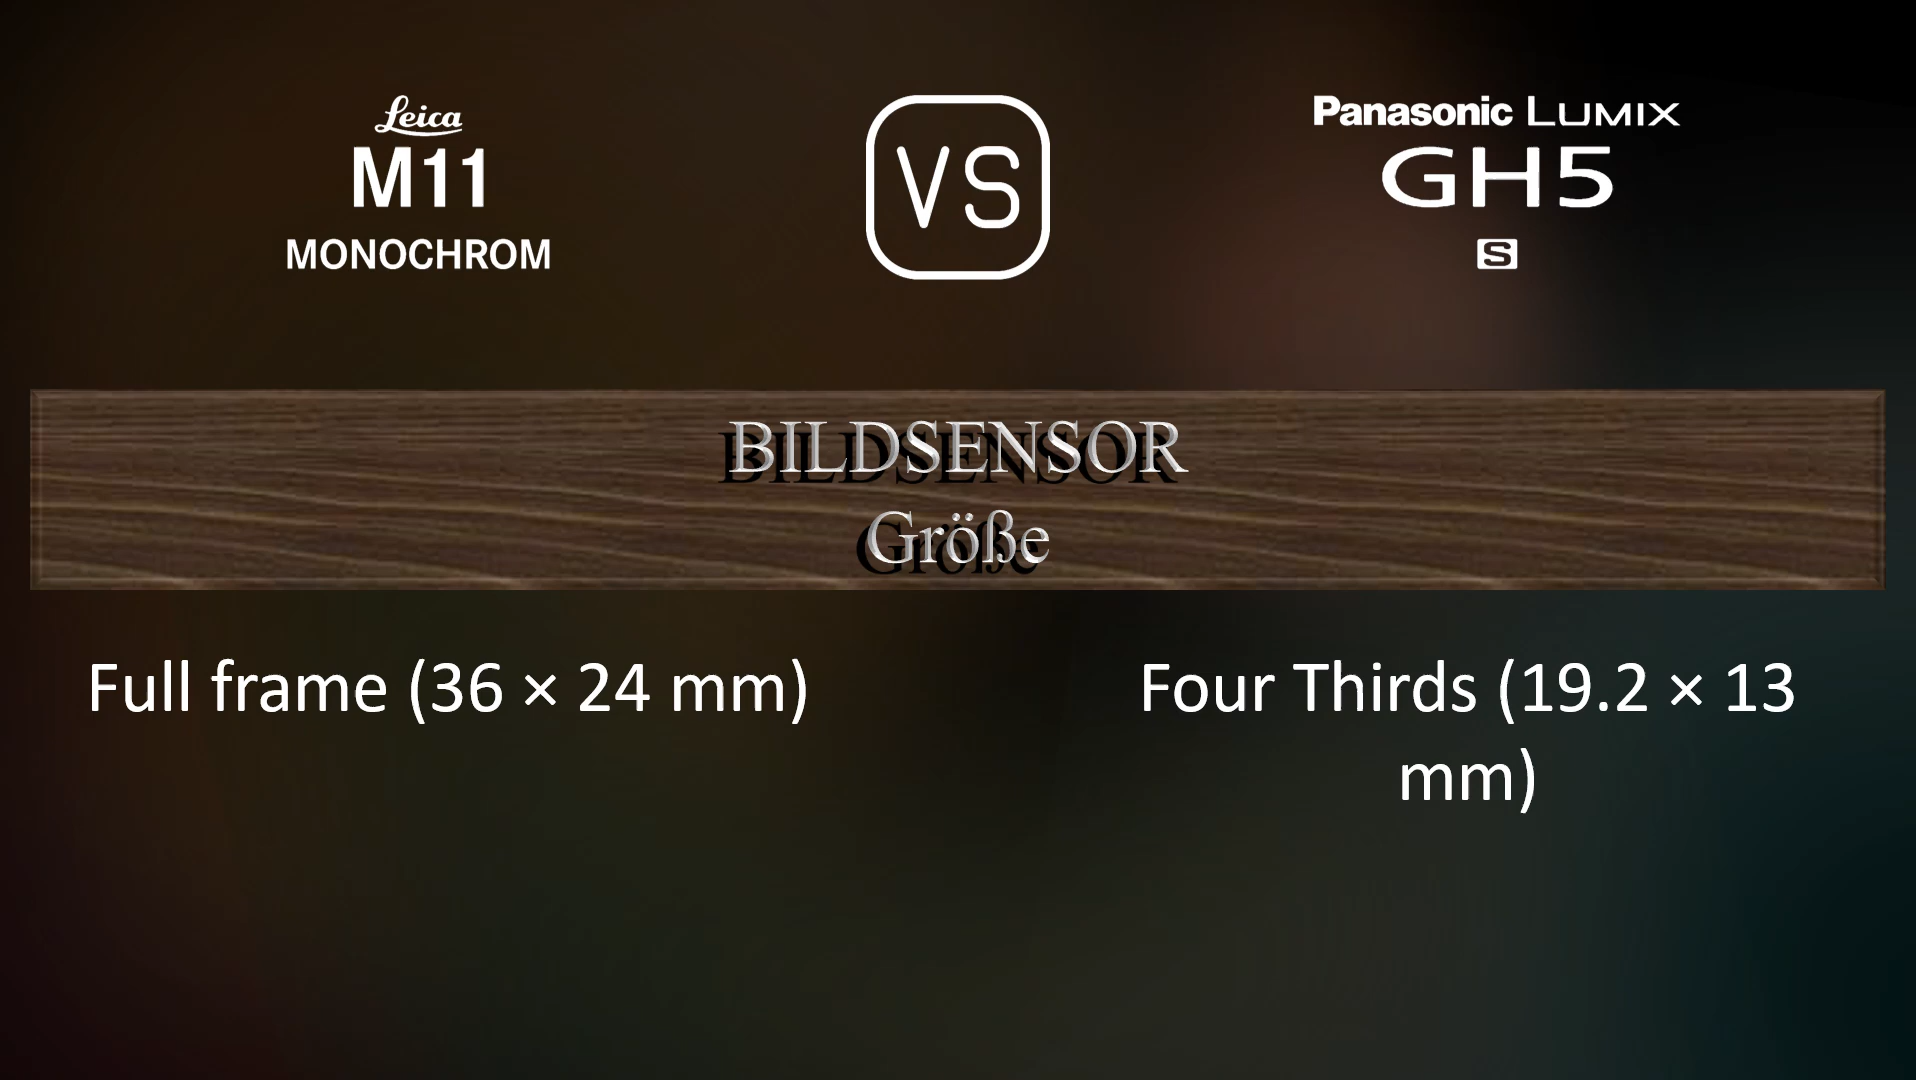 Leica
M11
MONOCHROM
VS
Panasonic LUMIX
GH5
S
BILDSENSOR
Größe
Full frame (36 × 24 mm)
Four Thirds (19.2 × 13
mm)